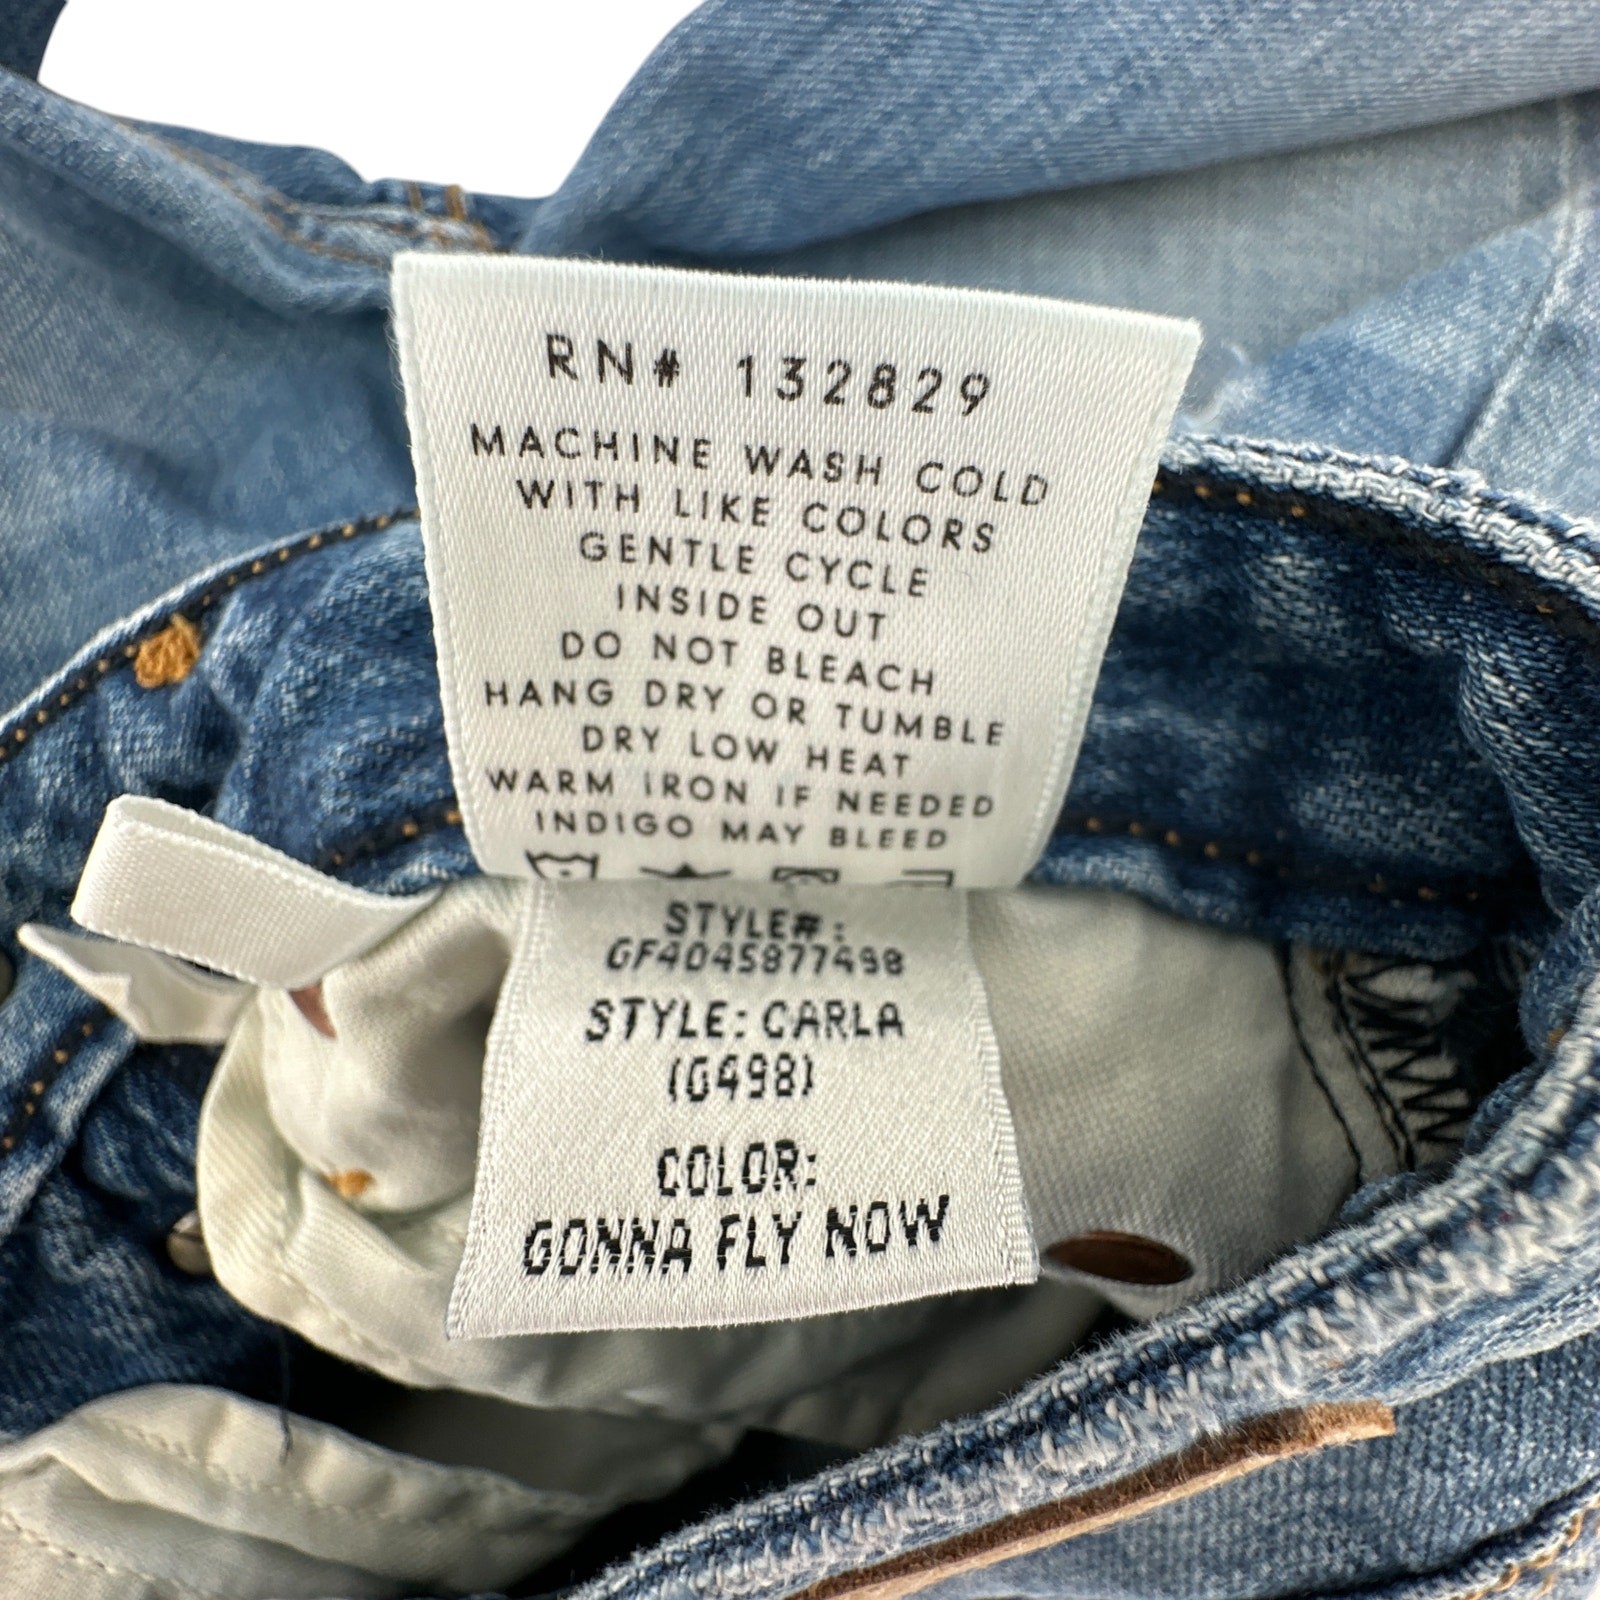 RN# 132829
MACHINE WASH COLD
WITH LIKE COLORS
GENTLE CYCLE
INSIDE OUT
DO NOT BLEACH
HANG DRY OR TUMBLE
DRY LOW HEAT
WARM IRON IF NEEDED
INDIGO MAY BLEED
STYLE#:
GF4045877498
STYLE: CARLA
(G498)
COLOR:
GONNA FLY NOW